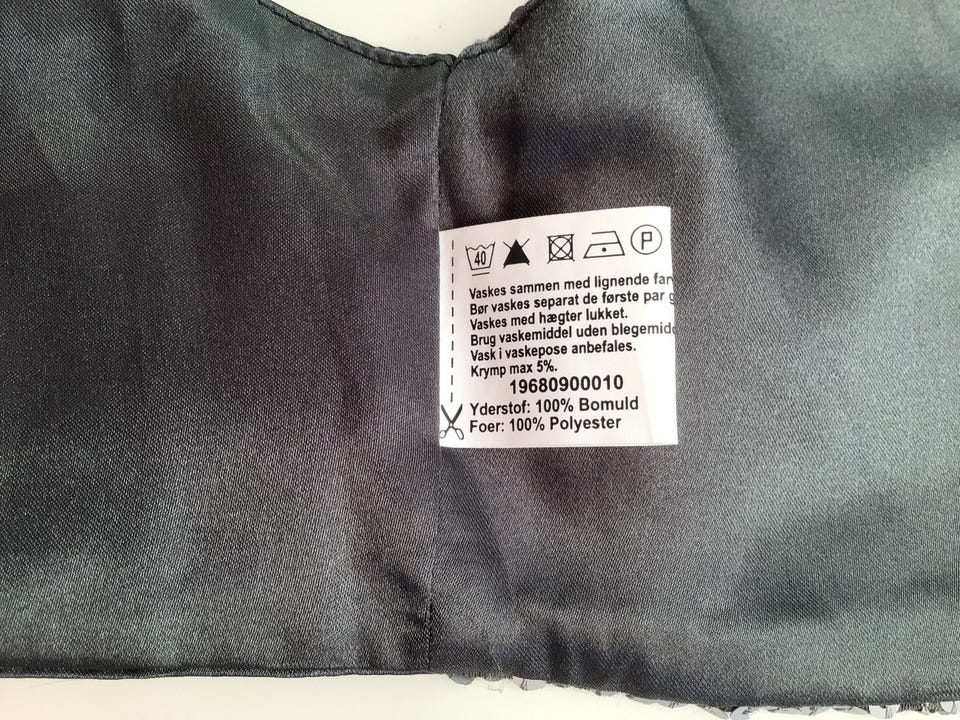 40 P
Vaskes sammen med lignende far
Bør vaskes separat de første par g
Vaskes med hægter lukket.
Brug vaskemiddel uden blegemid
Vask i vaskepose anbefales.
Krymp max 5%.
19680900010
Yderstof: 100% Bomuld
Foer: 100% Polyester